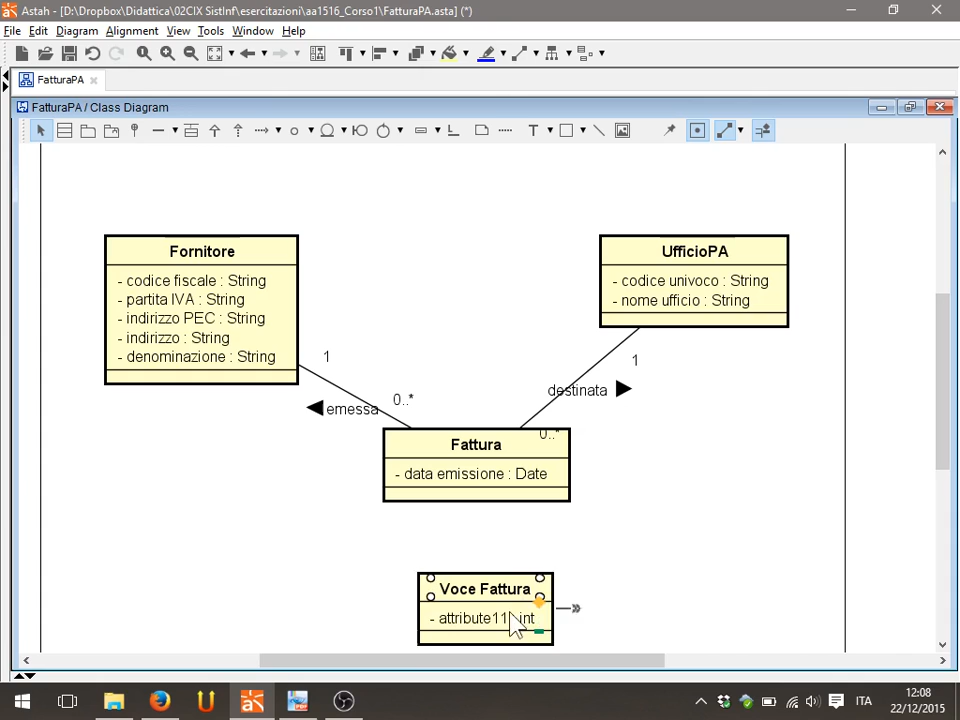 Astah - [D:\Dropbox\Didattica\02CIX SistInf\esercitazioni\aa1516_Corso1\FatturaPA.asta] (*)
File Edit Diagram Alignment View Tools Window Help
FatturaPA
FatturaPA / Class Diagram
T
Fornitore
- codice fiscale : String
- partita IVA : String
- indirizzo PEC : String
- indirizzo : String
- denominazione : String
UfficioPA
- codice univoco : String
- nome ufficio : String
1
0..*
emessa
1
destinata
0..*
Fattura
- data emissione : Date
Voce Fattura
- attribute11 : int
ITA
12:08
22/12/2015